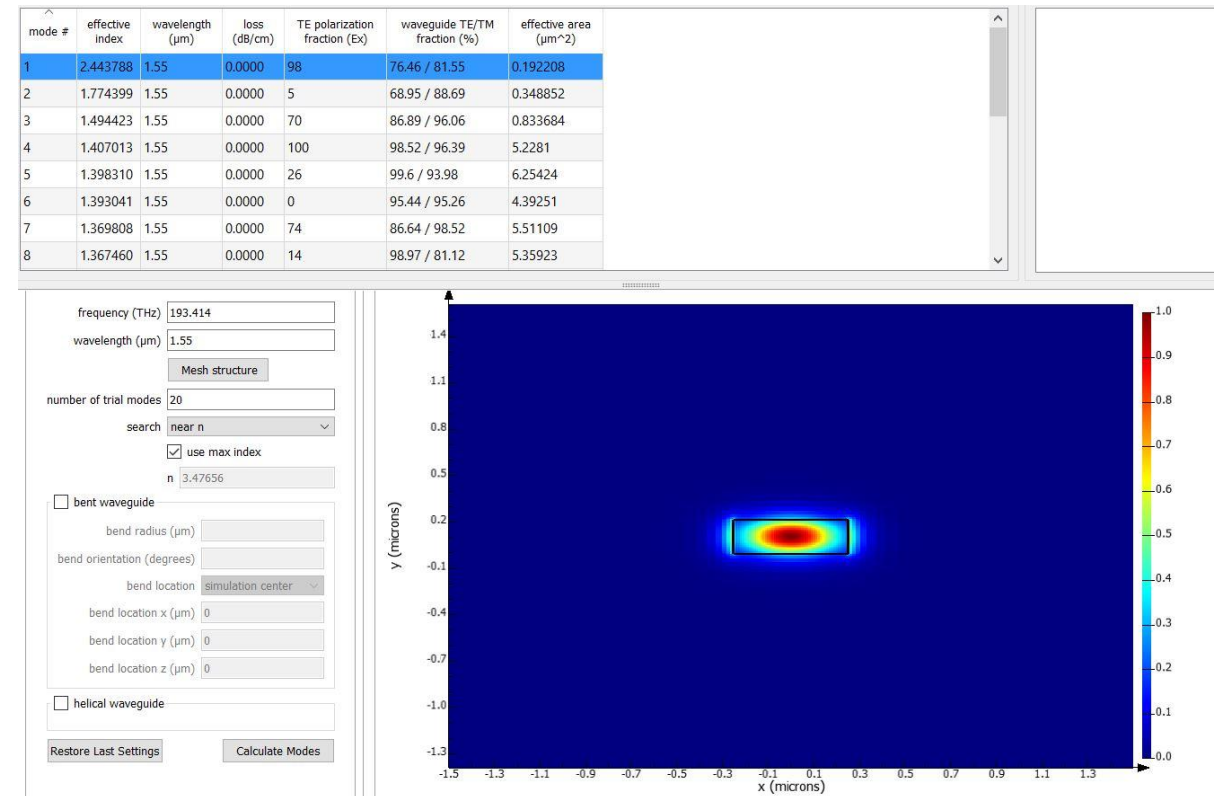 mode # effective index wavelength (µm) loss (dB/cm) TE polarization fraction (Ex) waveguide TE/TM fraction (%) effective area (µm^2)
1 2.443788 1.55 0.0000 98 76.46 / 81.55 0.192208
2 1.774399 1.55 0.0000 5 68.95 / 88.69 0.348852
3 1.494423 1.55 0.0000 70 86.89 / 96.06 0.833684
4 1.407013 1.55 0.0000 100 98.52 / 96.39 5.2281
5 1.398310 1.55 0.0000 26 99.6 / 93.98 6.25424
6 1.393041 1.55 0.0000 0 95.44 / 95.26 4.39251
7 1.369808 1.55 0.0000 74 86.64 / 98.52 5.51109
8 1.367460 1.55 0.0000 14 98.97 / 81.12 5.35923
frequency (THz) 193.414
wavelength (µm) 1.55
Mesh structure
number of trial modes 20
search near n
use max index
n 3.47656
bent waveguide
bend radius (µm)
bend orientation (degrees)
bend location simulation center
bend location x (µm) 0
bend location y (µm) 0
bend location z (µm) 0
helical waveguide
Restore Last Settings Calculate Modes
y (microns)
1.4
1.1
0.8
0.5
0.2
-0.1
-0.4
-0.7
-1.0
-1.3
-1.5 -1.3 -1.1 -0.9 -0.7 -0.5 -0.3 -0.1 0.1 0.3 0.5 0.7 0.9 1.1 1.3
x (microns)
1.0
0.9
0.8
0.7
0.6
0.5
0.4
0.3
0.2
0.1
0.0